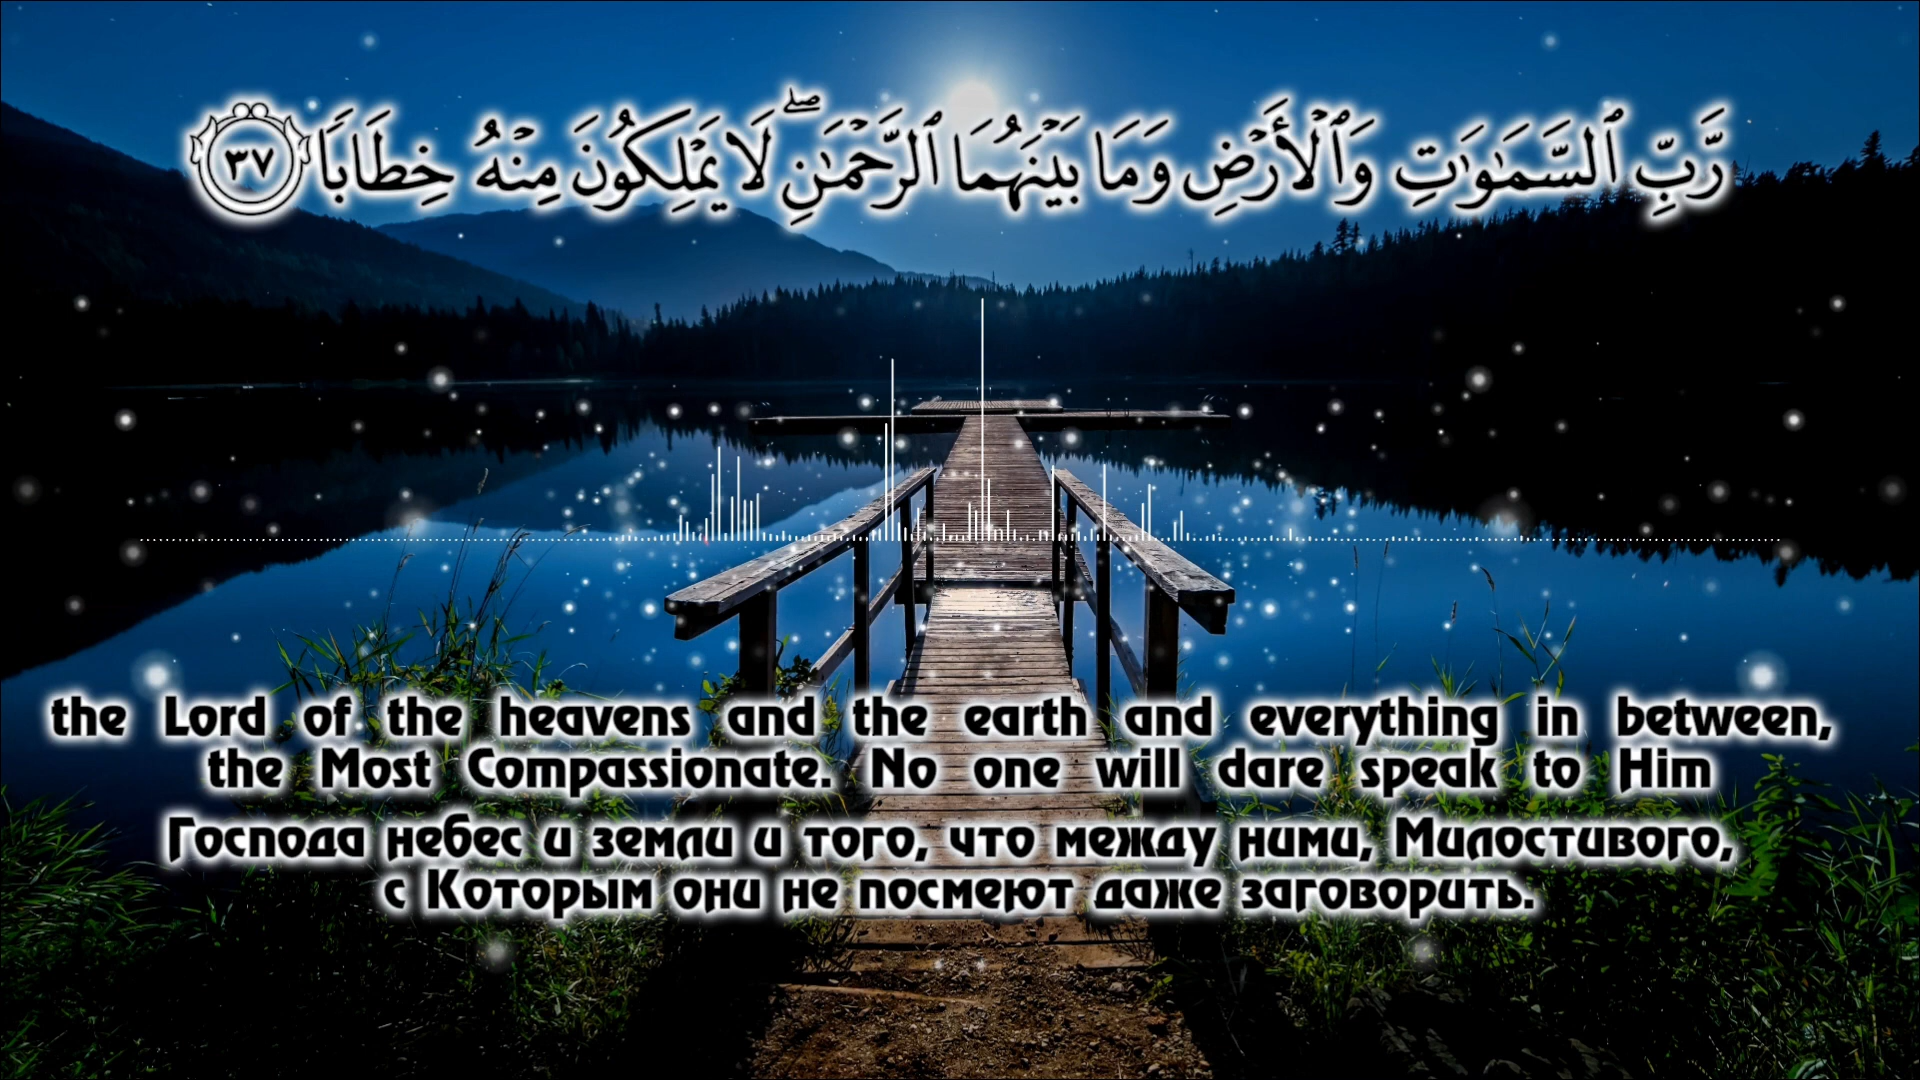 رَّبِّ ٱلسَّمَـٰوَٰتِ وَٱلْأَرْضِ وَمَا بَيْنَهُمَا ٱلرَّحْمَـٰنِ ۖ لَا يَمْلِكُونَ مِنْهُ خِطَابًا ٣٧
the Lord of the heavens and the earth and everything in between,
the Most Compassionate. No one will dare speak to Him
Господа небес и земли и того, что между ними, Милостивого,
с Которым они не посмеют даже заговорить.